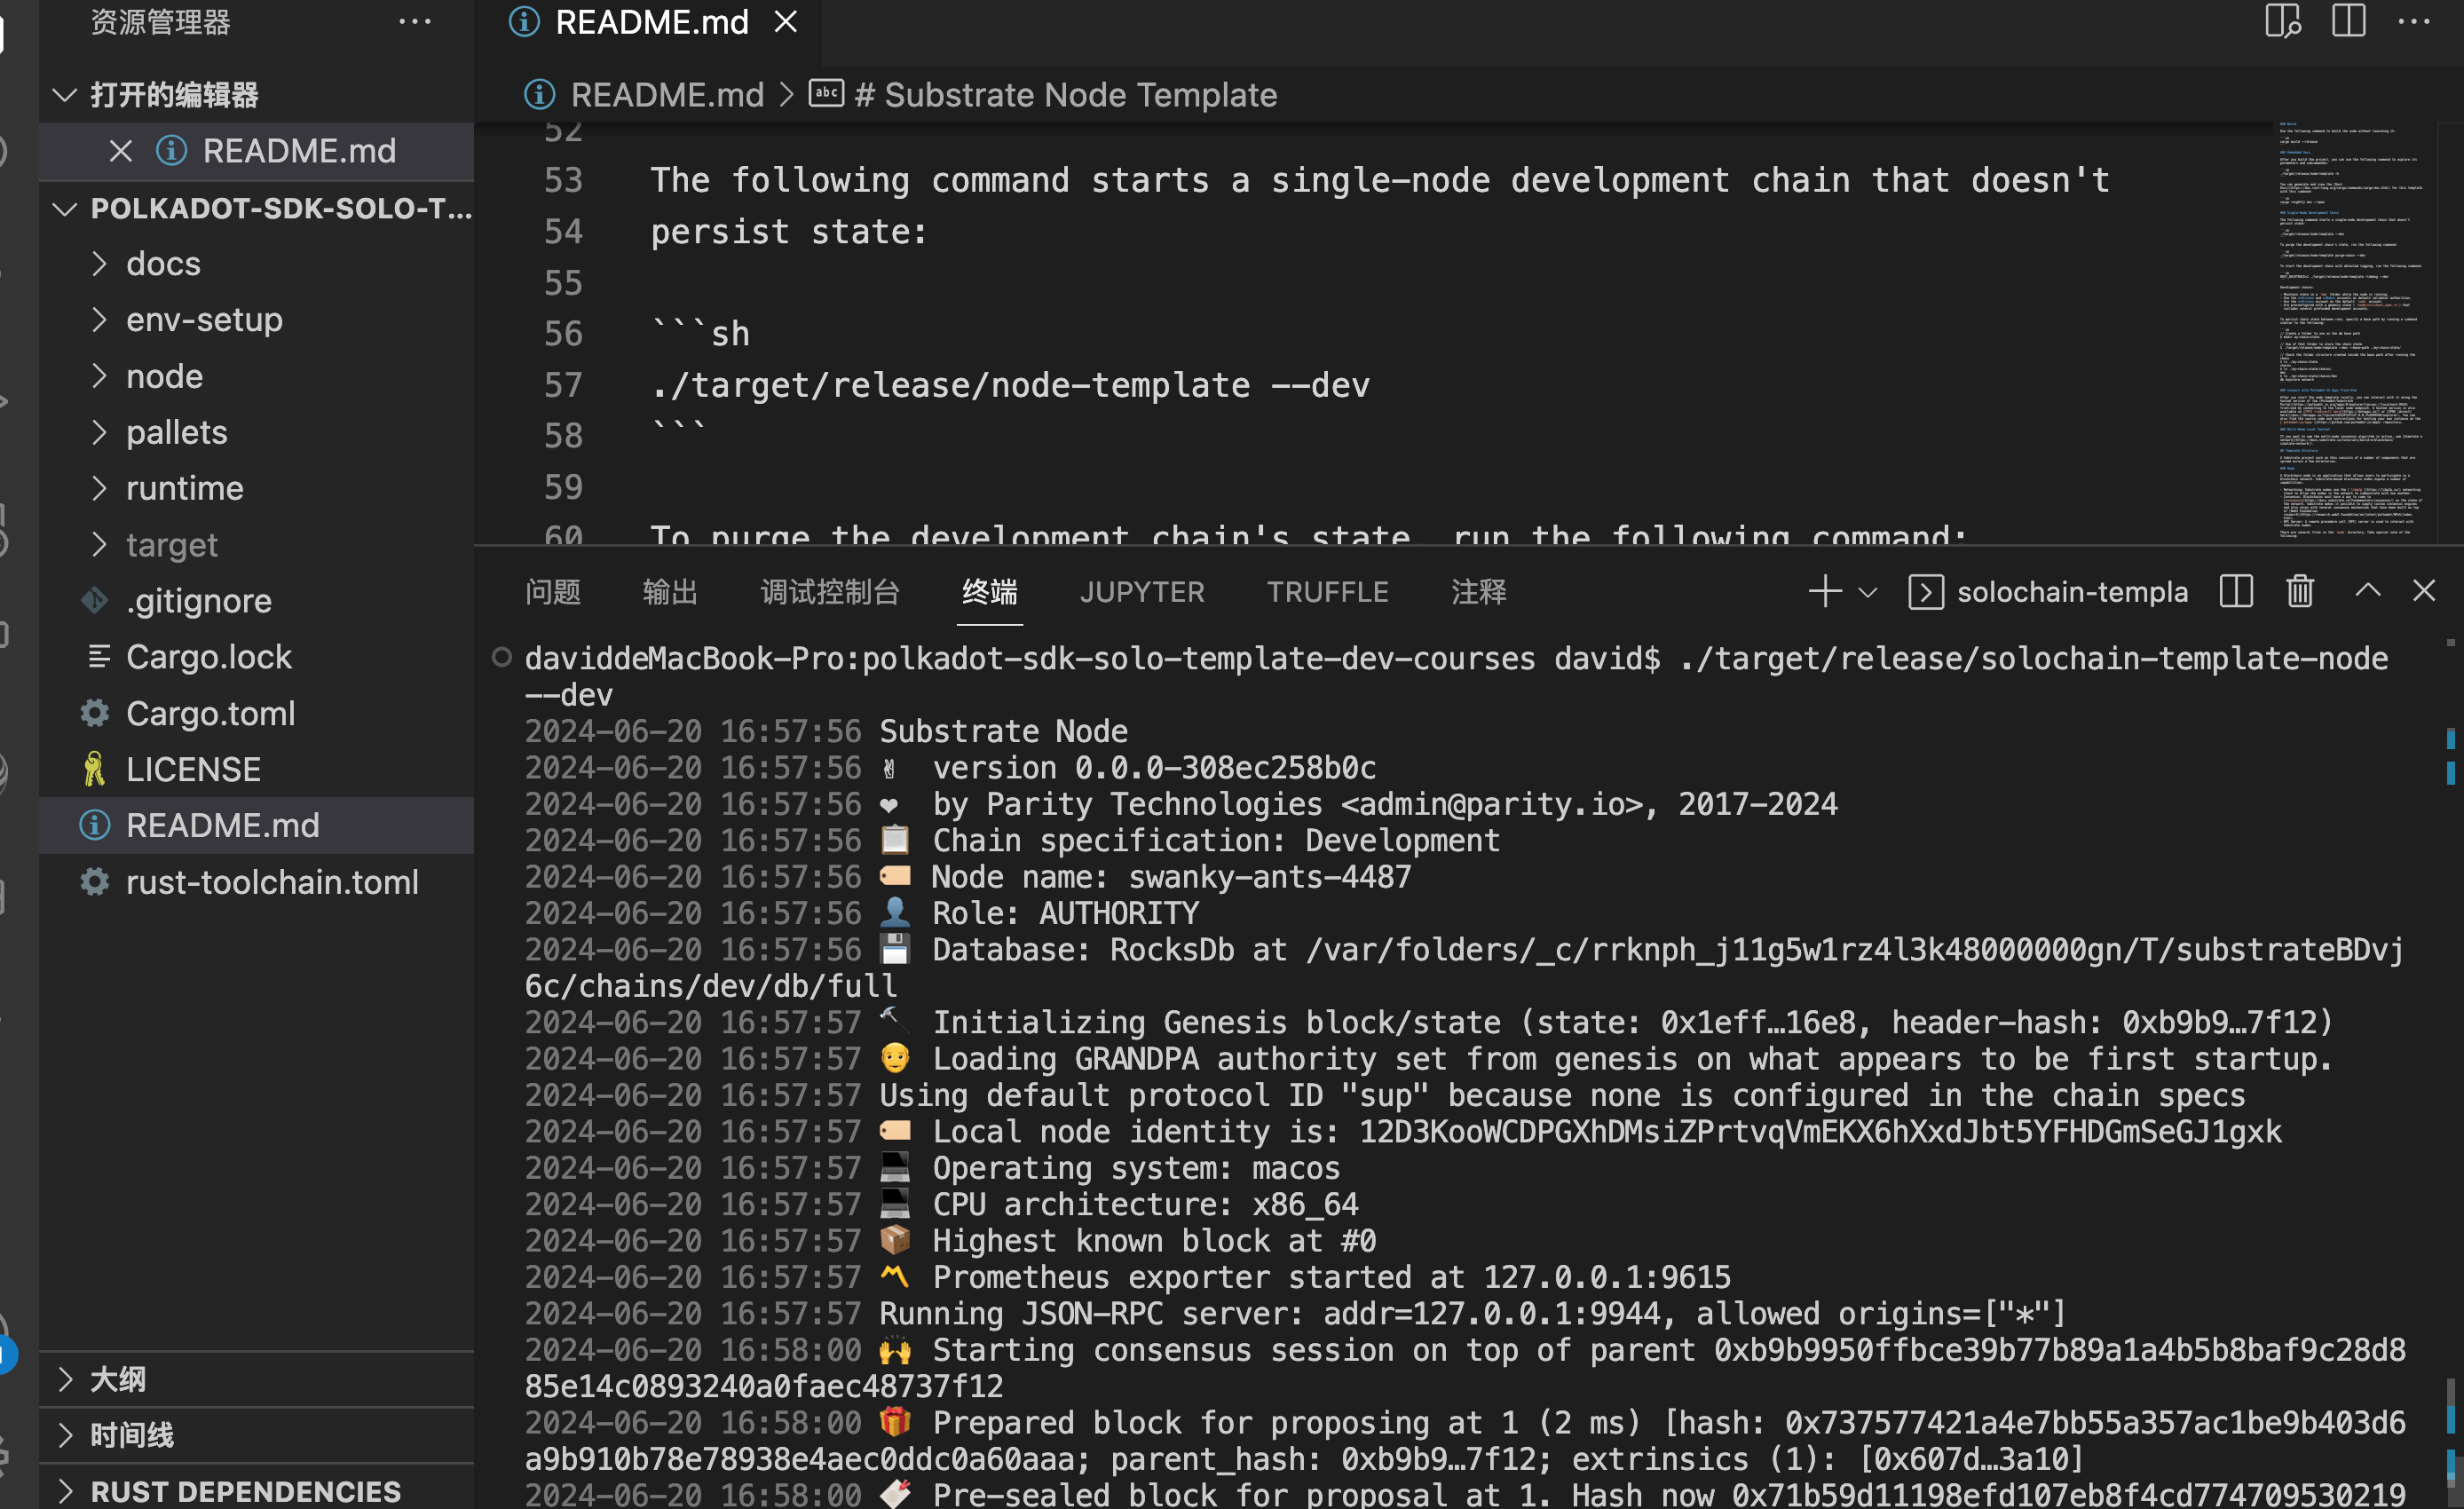 资源管理器
打开的编辑器
README.md
POLKADOT-SDK-SOLO-T...
docs
env-setup
node
pallets
runtime
target
.gitignore
Cargo.lock
Cargo.toml
LICENSE
README.md
rust-toolchain.toml
大纲
时间线
RUST DEPENDENCIES
README.md
README.md > # Substrate Node Template
52
53 The following command starts a single-node development chain that doesn't
54 persist state:
55
56 ```sh
57 ./target/release/node-template --dev
58 ```
59
60 To purge the development chain's state, run the following command:
问题 输出 调试控制台 终端 JUPYTER TRUFFLE 注释 solochain-templa
daviddeMacBook-Pro:polkadot-sdk-solo-template-dev-courses david$ ./target/release/solochain-template-node
--dev
2024-06-20 16:57:56 Substrate Node
2024-06-20 16:57:56 ✌️ version 0.0.0-308ec258b0c
2024-06-20 16:57:56 ❤️ by Parity Technologies <admin@parity.io>, 2017-2024
2024-06-20 16:57:56 📋 Chain specification: Development
2024-06-20 16:57:56 🏷 Node name: swanky-ants-4487
2024-06-20 16:57:56 👤 Role: AUTHORITY
2024-06-20 16:57:56 💾 Database: RocksDb at /var/folders/_c/rrknph_j11g5w1rz4l3k48000000gn/T/substrateBDvj
6c/chains/dev/db/full
2024-06-20 16:57:57 🔨 Initializing Genesis block/state (state: 0x1eff…16e8, header-hash: 0xb9b9…7f12)
2024-06-20 16:57:57 👴 Loading GRANDPA authority set from genesis on what appears to be first startup.
2024-06-20 16:57:57 Using default protocol ID "sup" because none is configured in the chain specs
2024-06-20 16:57:57 🏷 Local node identity is: 12D3KooWCDPGXhDMsiZPrtvqVmEKX6hXxdJbt5YFHDGmSeGJ1gxk
2024-06-20 16:57:57 💻 Operating system: macos
2024-06-20 16:57:57 💻 CPU architecture: x86_64
2024-06-20 16:57:57 📦 Highest known block at #0
2024-06-20 16:57:57 〽️ Prometheus exporter started at 127.0.0.1:9615
2024-06-20 16:57:57 Running JSON-RPC server: addr=127.0.0.1:9944, allowed origins=["*"]
2024-06-20 16:58:00 🙌 Starting consensus session on top of parent 0xb9b9950ffbce39b77b89a1a4b5b8baf9c28d8
85e14c0893240a0faec48737f12
2024-06-20 16:58:00 🎁 Prepared block for proposing at 1 (2 ms) [hash: 0x737577421a4e7bb55a357ac1be9b403d6
a9b910b78e78938e4aec0ddc0a60aaa; parent_hash: 0xb9b9…7f12; extrinsics (1): [0x607d…3a10]
2024-06-20 16:58:00 🔖 Pre-sealed block for proposal at 1. Hash now 0x71b59d11198efd107eb8f4cd774709530219